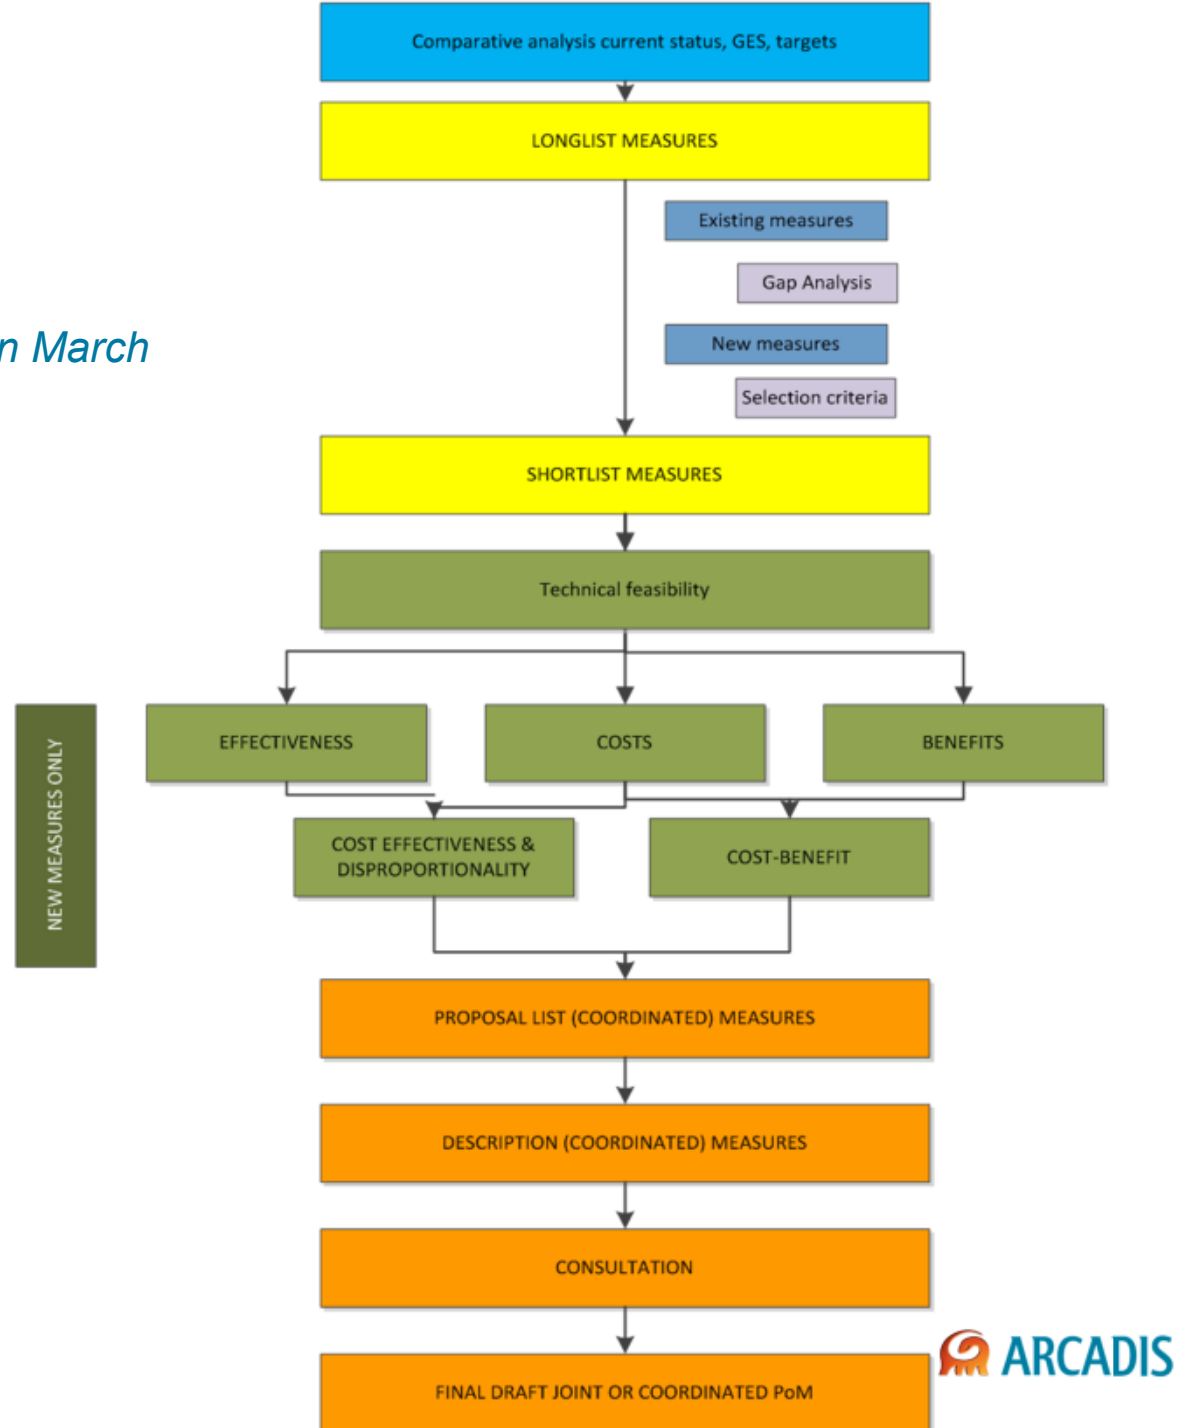 Comparative analysis current status, GES, targets
LONGLIST MEASURES
Existing measures
Gap Analysis
n March
New measures
Selection criteria
SHORTLIST MEASURES
Technical feasibility
NEW MEASURES ONLY
EFFECTIVENESS
COSTS
BENEFITS
COST EFFECTIVENESS &
DISPROPORTIONALITY
COST-BENEFIT
PROPOSAL LIST (COORDINATED) MEASURES
DESCRIPTION (COORDINATED) MEASURES
CONSULTATION
ARCADIS
FINAL DRAFT JOINT OR COORDINATED PoM